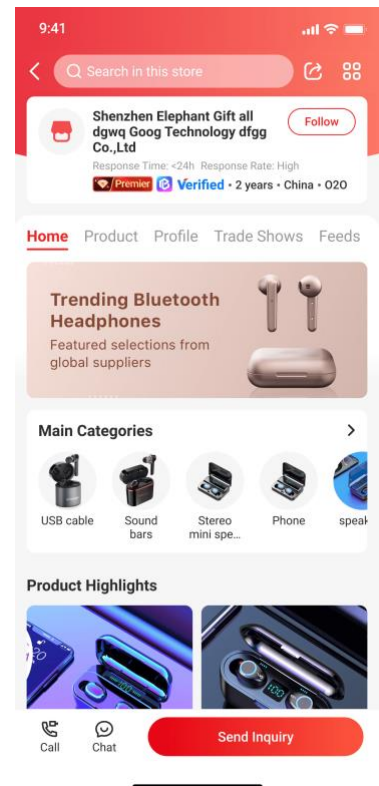 9:41
Search in this store
Shenzhen Elephant Gift all
dgwq Goog Technology dfgg
Co.,Ltd
Follow
Response Time: <24h Response Rate: High
Premier Verified • 2 years • China • O2O
Home Product Profile Trade Shows Feeds
Trending Bluetooth
Headphones
Featured selections from
global suppliers
Main Categories
USB cable
Sound
bars
Stereo
mini spe...
Phone
speak
Product Highlights
Call
Chat
Send Inquiry